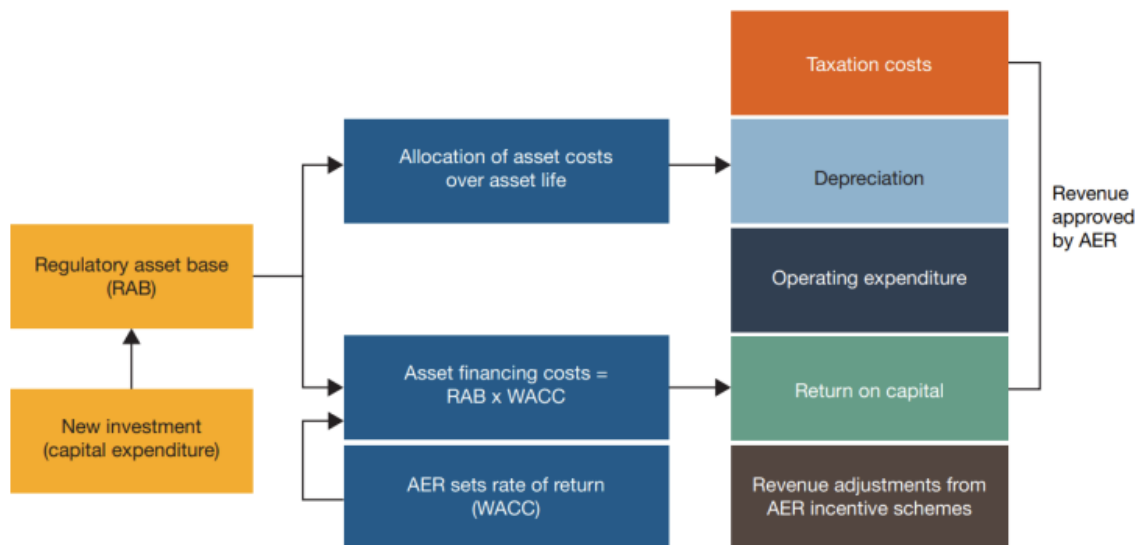 Taxation costs
Allocation of asset costs
over asset life
Depreciation
Revenue
approved
by AER
Regulatory asset base
(RAB)
Operating expenditure
Asset financing costs =
RAB x WACC
Return on capital
New investment
(capital expenditure)
AER sets rate of return
(WACC)
Revenue adjustments from
AER incentive schemes